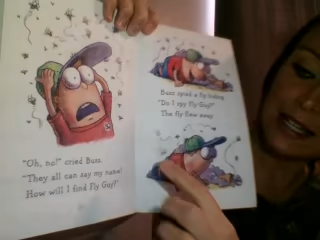 "Oh, no!" cried Buzz.
"They all can say my name!
How will I find Fly Guy?"
Buzz spied a fly hiding.
"Do I spy Fly Guy?"
The fly flew away.